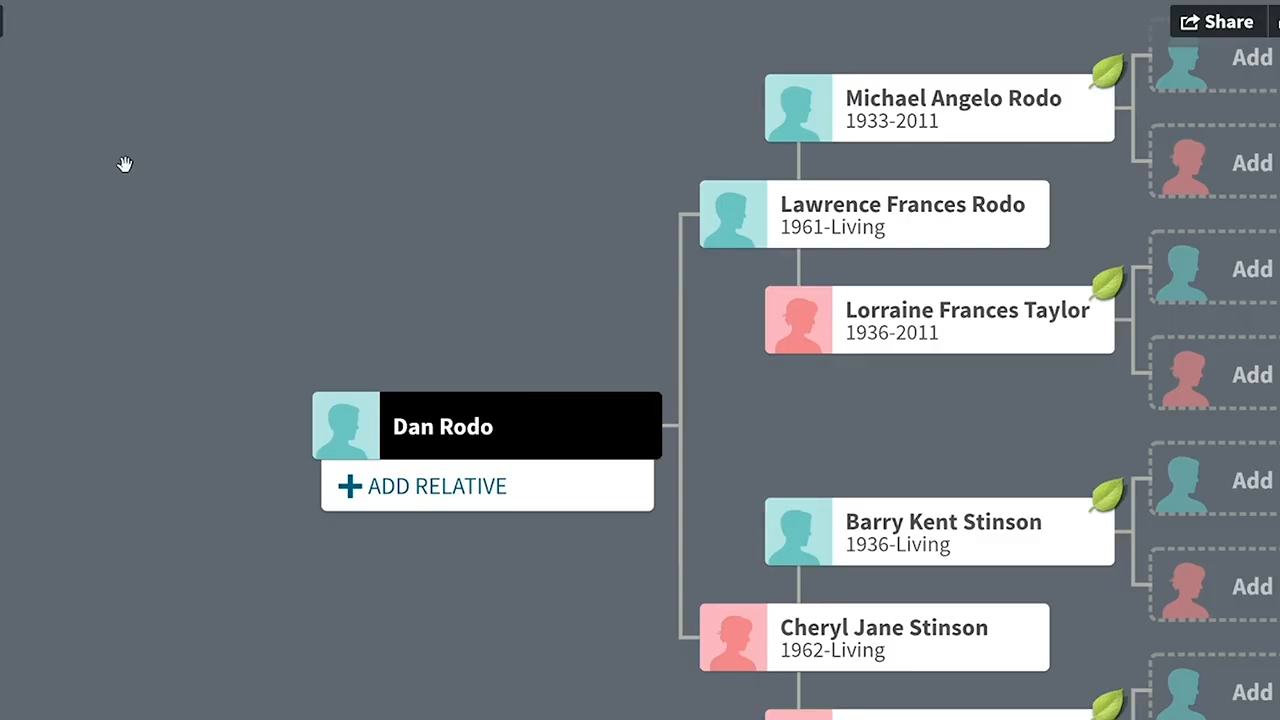 Share
Add
Michael Angelo Rodo
1933-2011
Add
Lawrence Frances Rodo
1961-Living
Add
Lorraine Frances Taylor
1936-2011
Add
Dan Rodo
ADD RELATIVE
Add
Barry Kent Stinson
1936-Living
Add
Cheryl Jane Stinson
1962-Living
Add